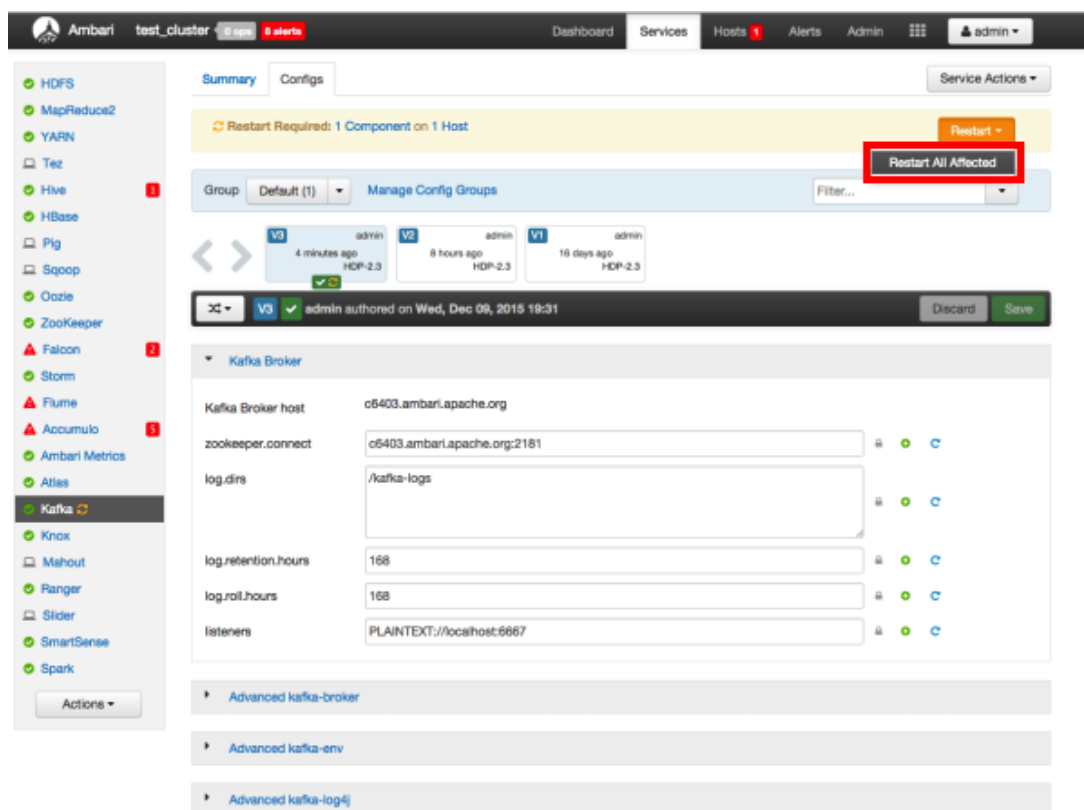 Ambari test_cluster 0 ops 8 alerts Dashboard Services Hosts 1 Alerts Admin admin
HDFS
MapReduce2
YARN
Tez
Hive 1
HBase
Pig
Sqoop
Oozie
ZooKeeper
Falcon 2
Storm
Flume
Accumulo 5
Ambari Metrics
Atlas
Kafka
Knox
Mahout
Ranger
Slider
SmartSense
Spark
Actions
Summary Configs Service Actions
Restart Required: 1 Component on 1 Host Restart
Restart All Affected
Group Default (1) Manage Config Groups Filter...
V3 admin V2 admin V1 admin
4 minutes ago 8 hours ago 16 days ago
HDP-2.3 HDP-2.3 HDP-2.3
V3 admin authored on Wed, Dec 09, 2015 19:31 Discard Save
Kafka Broker
Kafka Broker host c6403.ambari.apache.org
zookeeper.connect c6403.ambari.apache.org:2181
log.dirs /kafka-logs
log.retention.hours 168
log.roll.hours 168
listeners PLAINTEXT://localhost:6667
Advanced kafka-broker
Advanced kafka-env
Advanced kafka-log4j